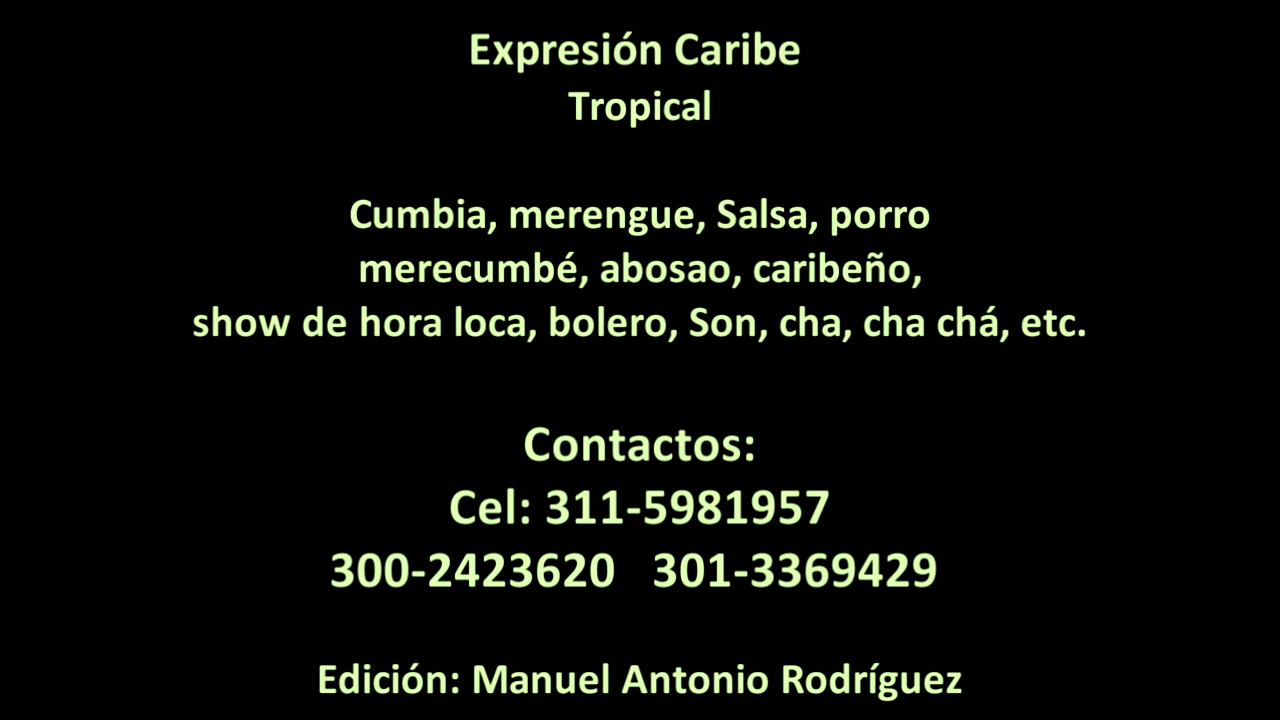 Expresión Caribe
Tropical
Cumbia, merengue, Salsa, porro
merecumbé, abosao, caribeño,
show de hora loca, bolero, Son, cha, cha chá, etc.
Contactos:
Cel: 311-5981957
300-2423620 301-3369429
Edición: Manuel Antonio Rodríguez